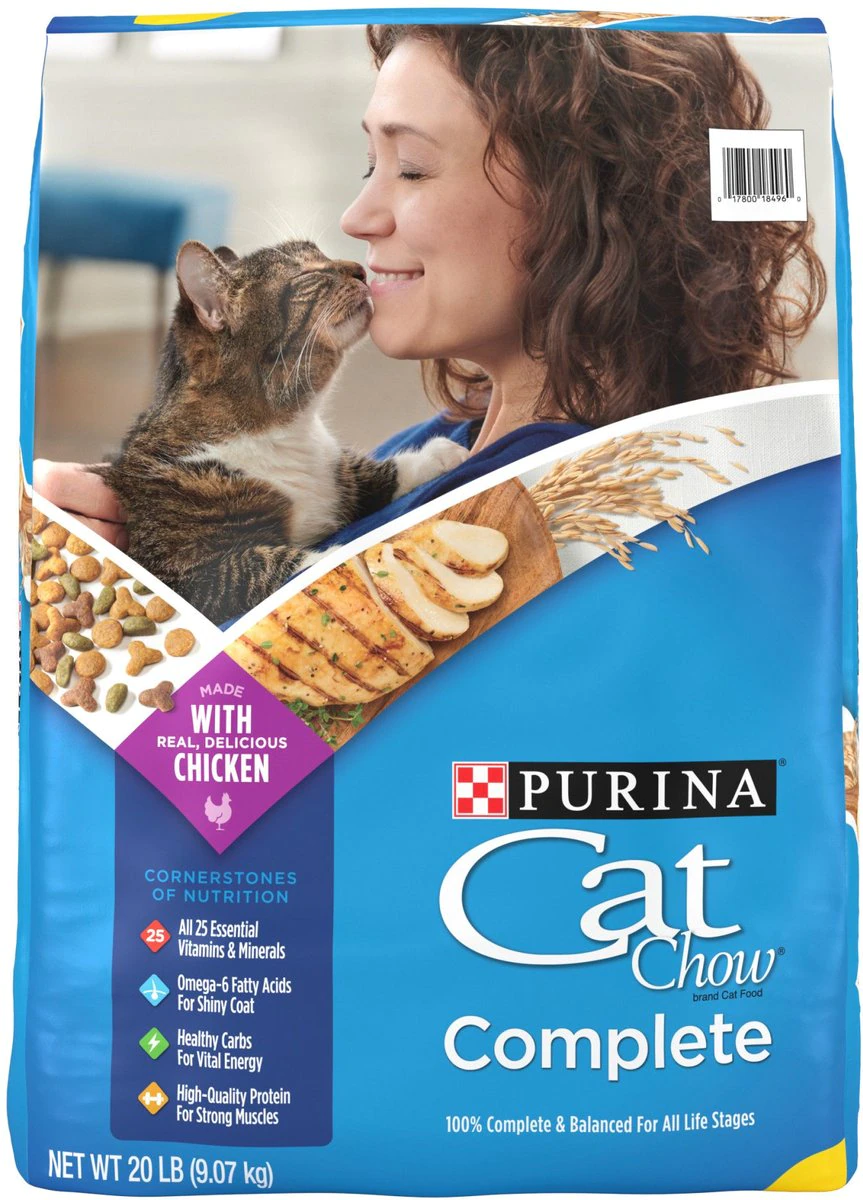 0 17800 18496 0
MADE
WITH
REAL, DELICIOUS
CHICKEN
PURINA®
Cat
Chow®
brand Cat Food
Complete
100% Complete & Balanced For All Life Stages
CORNERSTONES
OF NUTRITION
25
All 25 Essential
Vitamins & Minerals
Omega-6 Fatty Acids
For Shiny Coat
Healthy Carbs
For Vital Energy
High-Quality Protein
For Strong Muscles
NET WT 20 LB (9.07 kg)